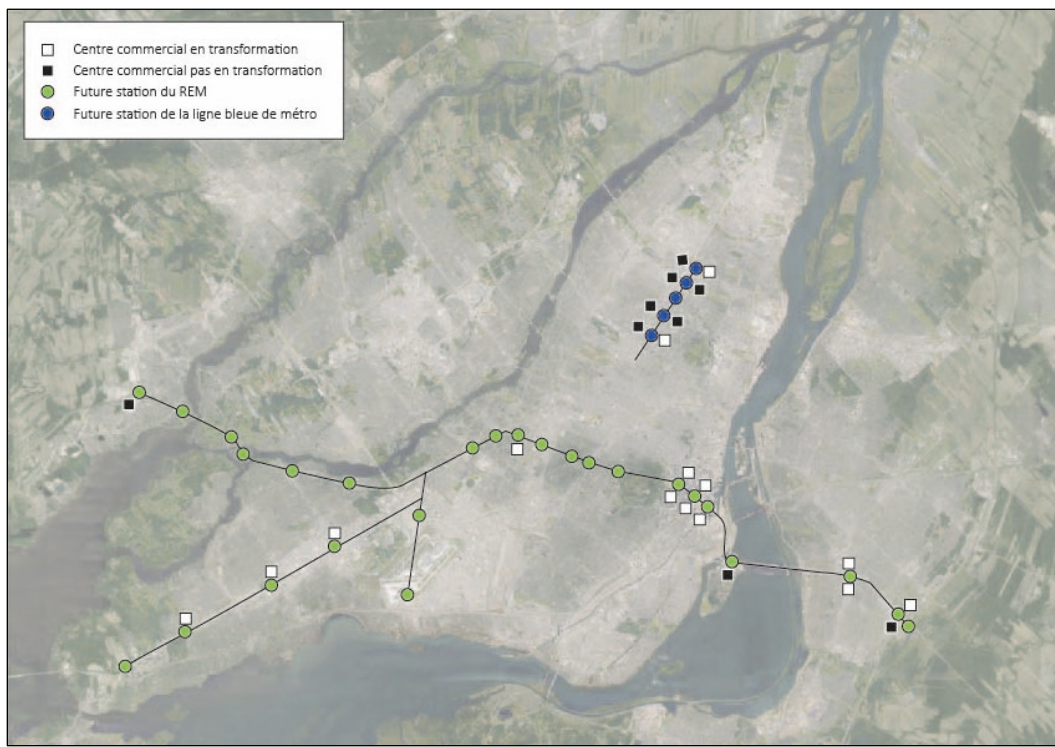 Centre commercial en transformation
Centre commercial pas en transformation
Future station du REM
Future station de la ligne bleue de métro